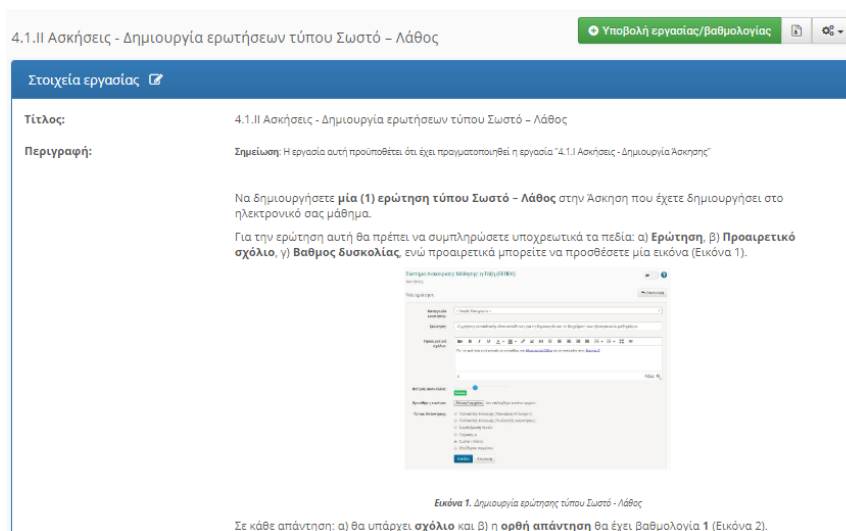 4.1.ΙΙ Ασκήσεις - Δημιουργία ερωτήσεων τύπου Σωστό – Λάθος
Υποβολή εργασίας/βαθμολογίας
Στοιχεία εργασίας
Τίτλος:
4.1.ΙΙ Ασκήσεις - Δημιουργία ερωτήσεων τύπου Σωστό – Λάθος
Περιγραφή:
Σημείωση: Η εργασία αυτή προϋποθέτει ότι έχει πραγματοποιηθεί η εργασία "4.1.Ι Ασκήσεις - Δημιουργία Άσκησης"
Να δημιουργήσετε μία (1) ερώτηση τύπου Σωστό – Λάθος στην Άσκηση που έχετε δημιουργήσει στο
ηλεκτρονικό σας μάθημα.
Για την ερώτηση αυτή θα πρέπει να συμπληρώσετε υποχρεωτικά τα πεδία: α) Ερώτηση, β) Προαιρετικό
σχόλιο, γ) Βαθμος δυσκολίας, ενώ προαιρετικά μπορείτε να προσθέσετε μία εικόνα (Εικόνα 1).
Εικόνα 1. Δημιουργία ερώτησης τύπου Σωστό - Λάθος
Σε κάθε απάντηση: α) θα υπάρχει σχόλιο και β) η ορθή απάντηση θα έχει βαθμολογία 1 (Εικόνα 2).